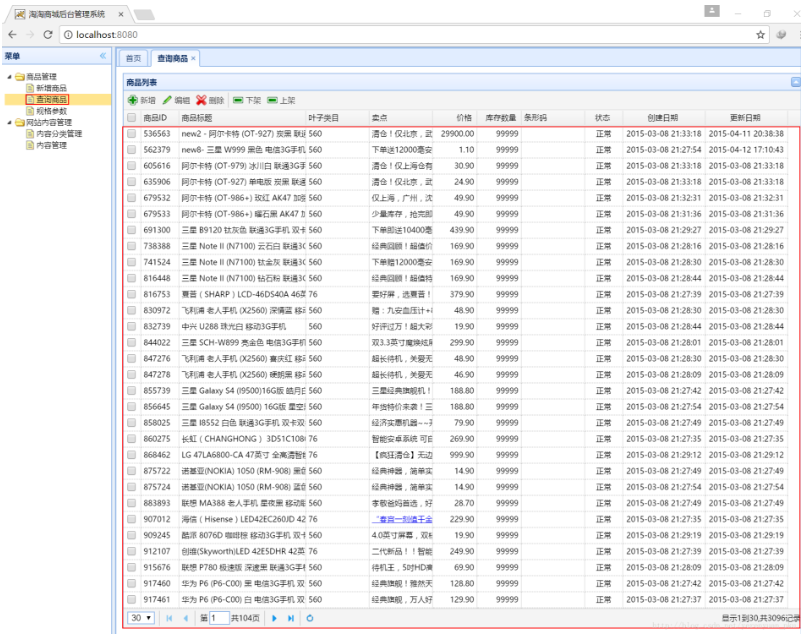 淘淘商城后台管理系统
localhost:8080
菜单
首页 查询商品
商品管理
新增商品
查询商品
规格参数
网站内容管理
内容分类管理
内容管理
商品列表
新增 编辑 删除 下架 上架
商品ID 商品标题 叶子类目 卖点 价格 库存数量 条形码 状态 创建日期 更新日期
536563 new2 - 阿尔卡特 (OT-927) 炭黑 联通 560 清仓！仅北京，武 29900.00 99999 正常 2015-03-08 21:33:18 2015-04-11 20:38:38
562379 new8- 三星 W999 黑色 电信3G手机 560 下单送12000毫安 1.10 99999 正常 2015-03-08 21:27:54 2015-04-12 17:10:43
605616 阿尔卡特 (OT-979) 冰川白 联通3G手 560 清仓！仅上海仓有 30.90 99999 正常 2015-03-08 21:33:18 2015-03-08 21:33:18
635906 阿尔卡特 (OT-927) 单电版 炭黑 联通 560 清仓！仅北京，武 24.90 99999 正常 2015-03-08 21:33:18 2015-03-08 21:33:18
679532 阿尔卡特 (OT-986+) 玫红 AK47 加强 560 仅上海，广州，沈 49.90 99999 正常 2015-03-08 21:32:31 2015-03-08 21:32:31
679533 阿尔卡特 (OT-986+) 曜石黑 AK47 加 560 少量库存，抢完即 49.90 99999 正常 2015-03-08 21:31:36 2015-03-08 21:31:36
691300 三星 B9120 钛灰色 联通3G手机 双卡 560 下单即送10400毫 439.90 99999 正常 2015-03-08 21:29:27 2015-03-08 21:29:27
738388 三星 Note II (N7100) 云石白 联通3G 560 经典回顾！超值价 169.90 99999 正常 2015-03-08 21:28:16 2015-03-08 21:28:16
741524 三星 Note II (N7100) 钛金灰 联通3G 560 下单赠12000毫安 169.90 99999 正常 2015-03-08 21:28:30 2015-03-08 21:28:30
816448 三星 Note II (N7100) 钻石粉 联通3G 560 经典回顾！超值特 169.90 99999 正常 2015-03-08 21:28:44 2015-03-08 21:28:44
816753 夏普（SHARP）LCD-46DS40A 46英 76 要好屏，选夏普！ 379.90 99999 正常 2015-03-08 21:27:39 2015-03-08 21:27:39
830972 飞利浦 老人手机 (X2560) 深情蓝 移动 560 赠：九安血压计+ 48.90 99999 正常 2015-03-08 21:28:30 2015-03-08 21:28:30
832739 中兴 U288 珠光白 移动3G手机 560 好评过万！超大彩 19.90 99999 正常 2015-03-08 21:28:44 2015-03-08 21:28:44
844022 三星 SCH-W899 亮金色 电信3G手机 560 双3.3英寸魔焕炫屏 299.90 99999 正常 2015-03-08 21:28:01 2015-03-08 21:28:01
847276 飞利浦 老人手机 (X2560) 喜庆红 移动 560 超长待机，关爱无 48.90 99999 正常 2015-03-08 21:28:30 2015-03-08 21:28:30
847278 飞利浦 老人手机 (X2560) 硬朗黑 移动 560 超长待机，关爱无 46.90 99999 正常 2015-03-08 21:28:09 2015-03-08 21:28:09
855739 三星 Galaxy S4 (I9500)16G版 皓月白 560 三星经典旗舰机！ 188.80 99999 正常 2015-03-08 21:27:42 2015-03-08 21:27:42
856645 三星 Galaxy S4 (I9500) 16G版 星空 560 年货特价来袭！三 188.80 99999 正常 2015-03-08 21:27:54 2015-03-08 21:27:54
858025 三星 I8552 白色 联通3G手机 双卡双 560 经济实惠机器~~ 79.90 99999 正常 2015-03-08 21:27:49 2015-03-08 21:27:49
860275 长虹（CHANGHONG） 3D51C108 76 智能安卓系统 可自 269.90 99999 正常 2015-03-08 21:27:35 2015-03-08 21:27:35
868462 LG 47LA6800-CA 47英寸 全高清智能 76 【疯狂清仓】无边 999.90 99999 正常 2015-03-08 21:29:12 2015-03-08 21:29:12
875722 诺基亚(NOKIA) 1050 (RM-908) 黑色 560 经典神器，简单实 14.90 99999 正常 2015-03-08 21:27:49 2015-03-08 21:27:49
875724 诺基亚(NOKIA) 1050 (RM-908) 蓝色 560 经典神器，简单实 14.90 99999 正常 2015-03-08 21:27:54 2015-03-08 21:27:54
883893 联想 MA388 老人手机 星夜黑 移动联 560 孝敬爸妈首选，好 28.70 99999 正常 2015-03-08 21:27:49 2015-03-08 21:27:49
907012 海信（Hisense）LED42EC260JD 42 76 "春宵一刻值千金 229.90 99999 正常 2015-03-08 21:27:35 2015-03-08 21:27:35
909245 酷派 8076D 咖啡棕 移动3G手机 双卡 560 4.0英寸屏幕，双核 19.90 99999 正常 2015-03-08 21:29:19 2015-03-08 21:29:19
912107 创维(Skyworth)LED 42E5DHR 42英 76 二代新品！！智能 249.90 99999 正常 2015-03-08 21:27:39 2015-03-08 21:27:39
915676 联想 P780 极速版 深邃黑 联通3G手机 560 待机王，5吋HD高 69.90 99999 正常 2015-03-08 21:28:09 2015-03-08 21:28:09
917460 华为 P6 (P6-C00) 黑 电信3G手机 双 560 经典旗舰！雅然天 128.80 99999 正常 2015-03-08 21:27:42 2015-03-08 21:27:42
917461 华为 P6 (P6-C00) 白 电信3G手机 双 560 经典旗舰，万人好 129.90 99999 正常 2015-03-08 21:27:37 2015-03-08 21:27:37
30 第 1 共104页 显示1到30,共3096记录